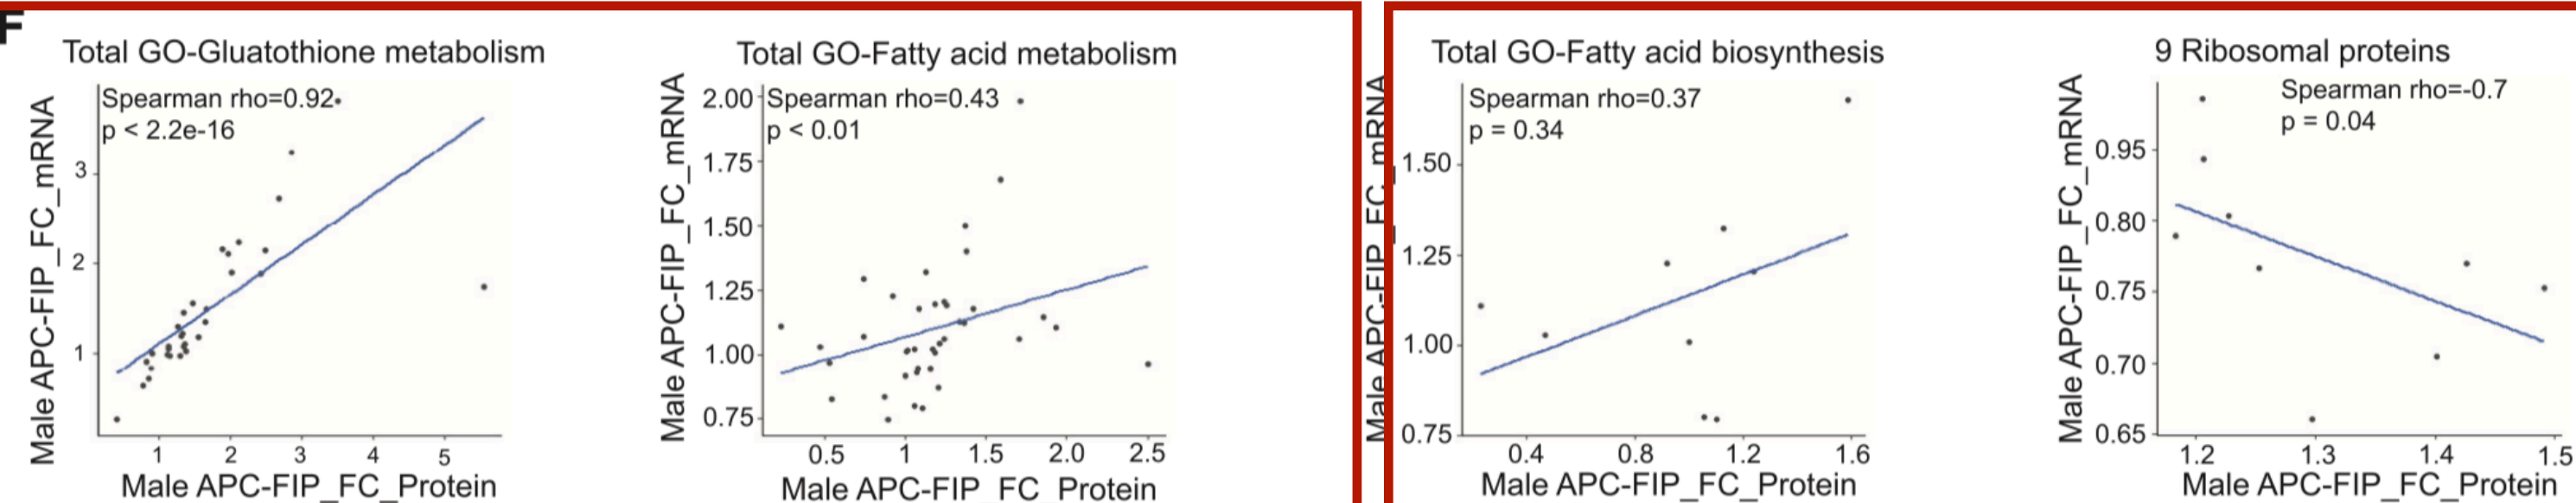 F
Total GO-Gluatothione metabolism
Spearman rho=0.92
p < 2.2e-16
Male APC-FIP_FC_mRNA
3
2
1
1 2 3 4 5
Male APC-FIP_FC_Protein
Total GO-Fatty acid metabolism
Spearman rho=0.43
p < 0.01
Male APC-FIP_FC_mRNA
2.00
1.75
1.50
1.25
1.00
0.75
0.5 1 1.5 2.0 2.5
Male APC-FIP_FC_Protein
Total GO-Fatty acid biosynthesis
Spearman rho=0.37
p = 0.34
Male APC-FIP_FC_mRNA
1.50
1.25
1.00
0.75
0.4 0.8 1.2 1.6
Male APC-FIP_FC_Protein
9 Ribosomal proteins
Spearman rho=-0.7
p = 0.04
Male APC-FIP_FC_mRNA
0.95
0.80
0.75
0.70
0.65
1.2 1.3 1.4 1.5
Male APC-FIP_FC_Protein